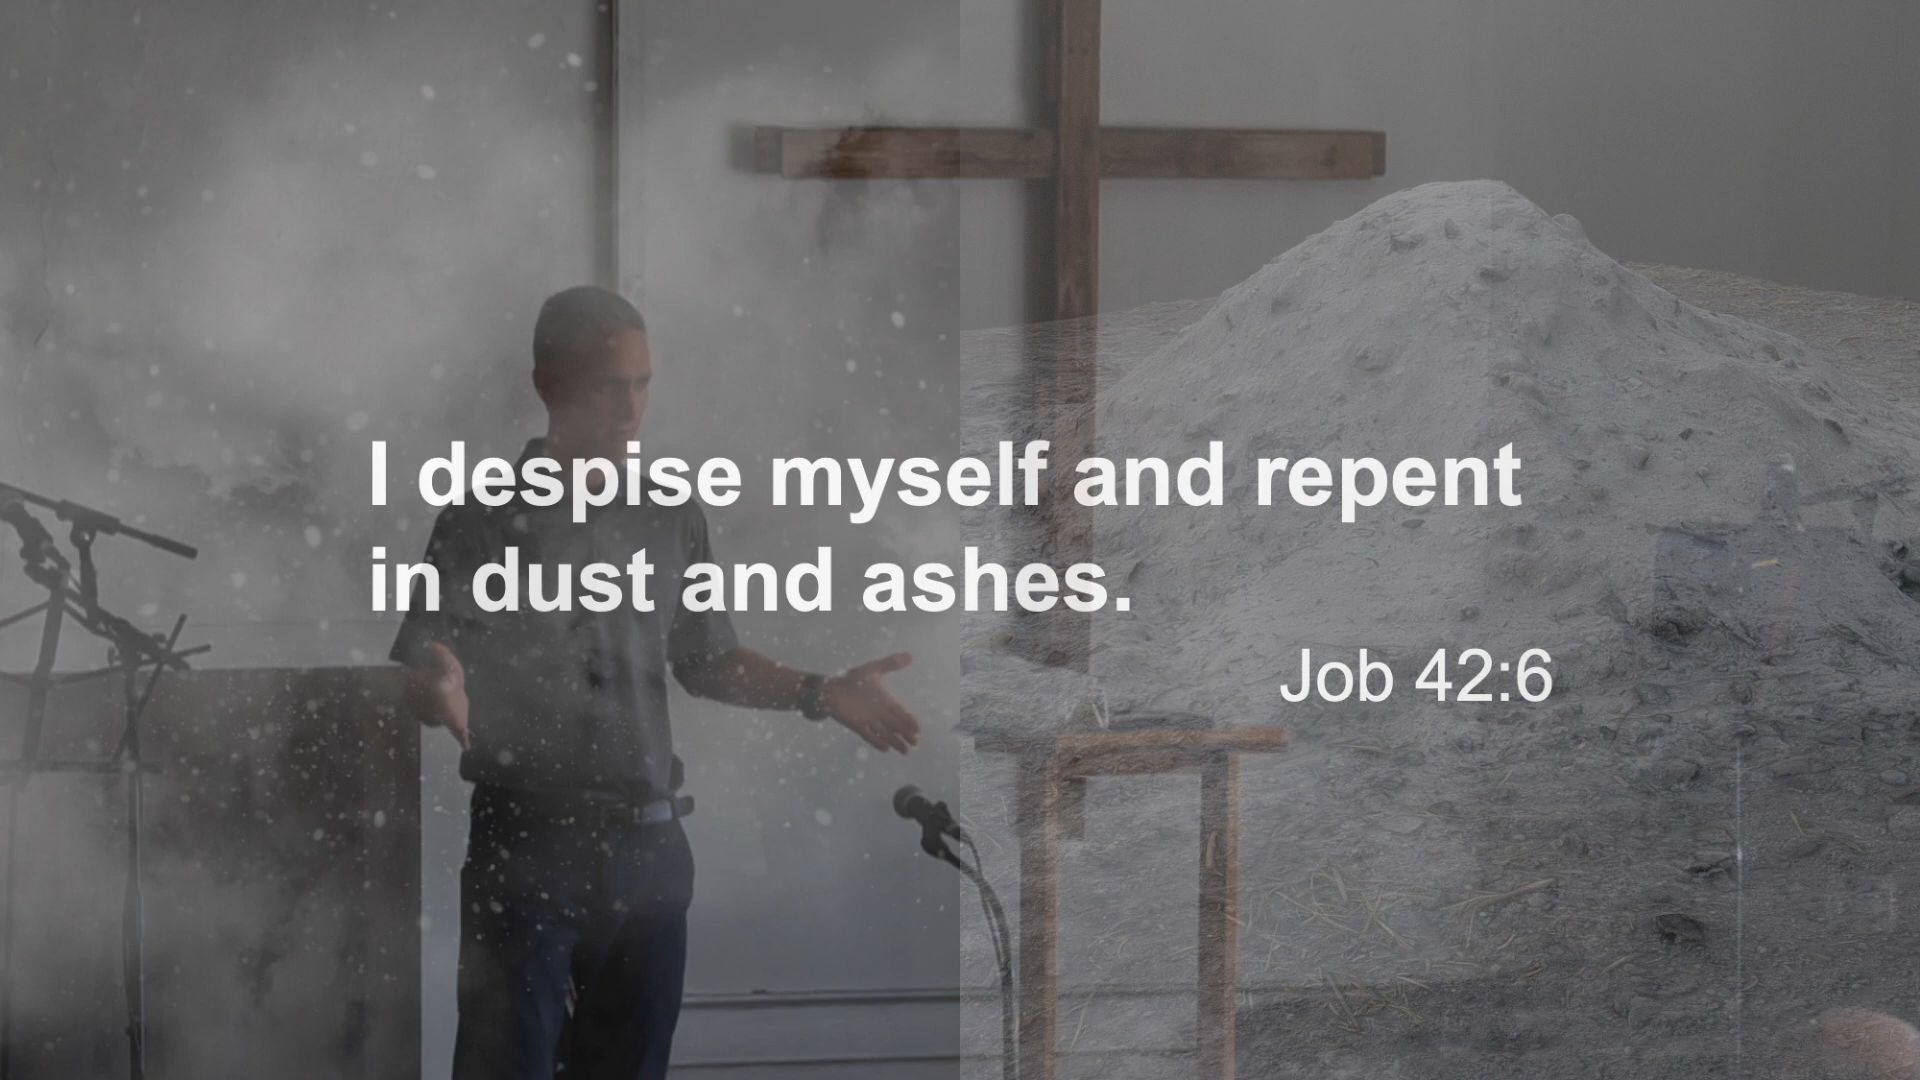 I despise myself and repent
in dust and ashes.
Job 42:6